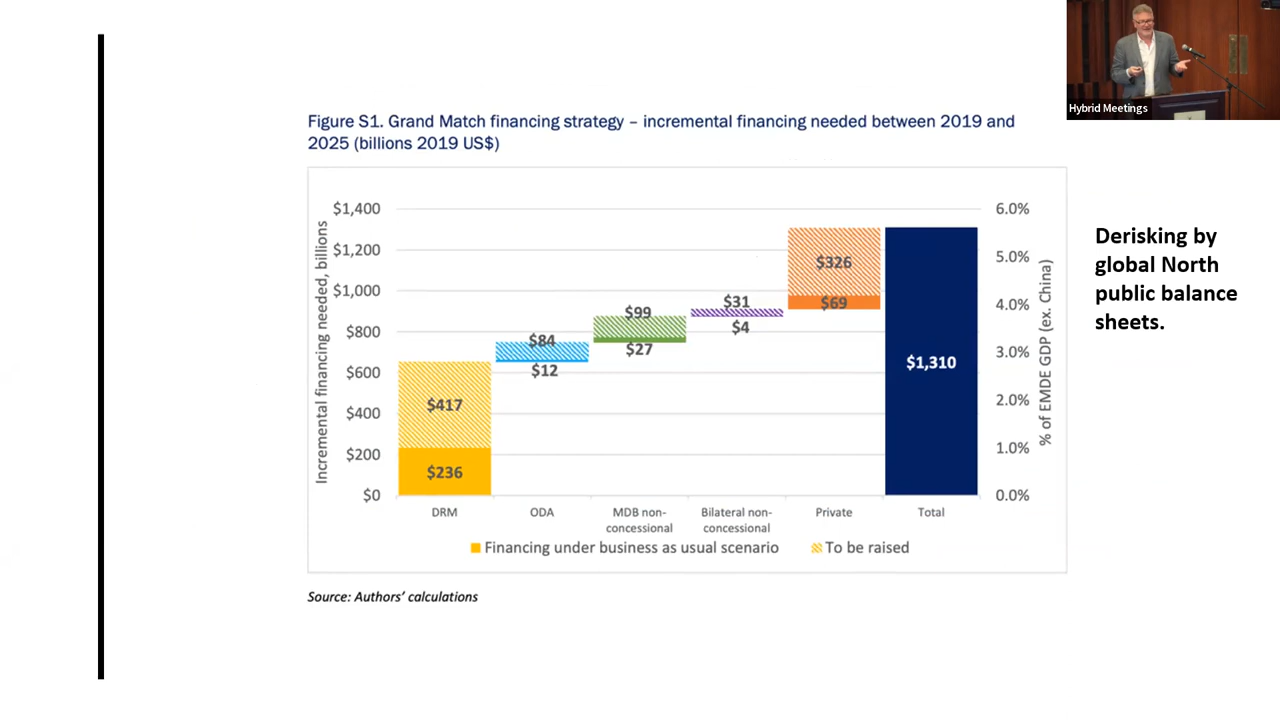 Hybrid Meetings
Figure S1. Grand Match financing strategy – incremental financing needed between 2019 and
2025 (billions 2019 US$)
Incremental financing needed, billions
$1,400
$1,200
$1,000
$800
$600
$400
$200
$0
$417
$236
$84
$12
$99
$27
$31
$4
$326
$69
$1,310
6.0%
5.0%
4.0%
3.0%
2.0%
1.0%
0.0%
% of EMDE GDP (ex. China)
DRM
ODA
MDB non-
concessional
Bilateral non-
concessional
Private
Total
Financing under business as usual scenario
To be raised
Source: Authors’ calculations
Derisking by
global North
public balance
sheets.